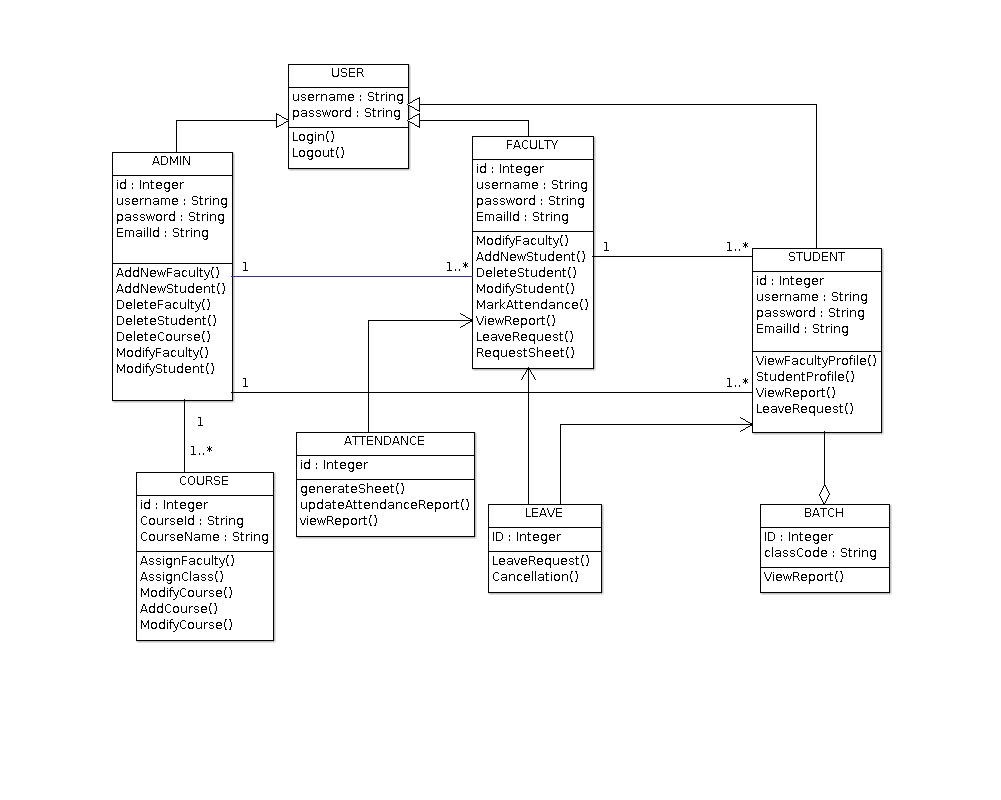 USER
username : String
password : String
Login()
Logout()
FACULTY
id : Integer
username : String
password : String
EmailId : String
ModifyFaculty()
AddNewStudent()
DeleteStudent()
ModifyStudent()
MarkAttendance()
ViewReport()
LeaveRequest()
RequestSheet()
ADMIN
id : Integer
username : String
password : String
EmailId : String
AddNewFaculty()
AddNewStudent()
DeleteFaculty()
DeleteStudent()
DeleteCourse()
ModifyFaculty()
ModifyStudent()
1
1..*
1
1..*
1
1..*
1
1..*
STUDENT
id : Integer
username : String
password : String
EmailId : String
ViewFacultyProfile()
StudentProfile()
ViewReport()
LeaveRequest()
ATTENDANCE
id : Integer
generateSheet()
updateAttendanceReport()
viewReport()
COURSE
id : Integer
CourseId : String
CourseName : String
AssignFaculty()
AssignClass()
ModifyCourse()
AddCourse()
ModifyCourse()
LEAVE
ID : Integer
LeaveRequest()
Cancellation()
BATCH
ID : Integer
classCode : String
ViewReport()